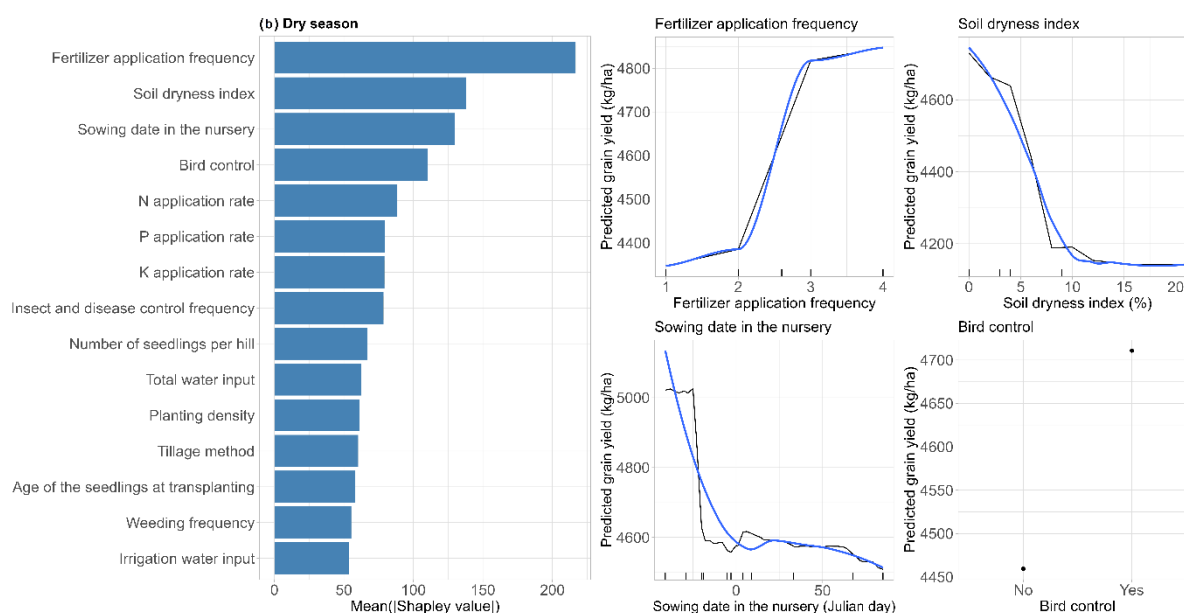 (b) Dry season
Fertilizer application frequency
Soil dryness index
Sowing date in the nursery
Bird control
N application rate
P application rate
K application rate
Insect and disease control frequency
Number of seedlings per hill
Total water input
Planting density
Tillage method
Age of the seedlings at transplanting
Weeding frequency
Irrigation water input
0 50 100 150 200
Mean(|Shapley value|)
Fertilizer application frequency
Predicted grain yield (kg/ha)
4800
4700
4600
4500
4400
1 2 3 4
Fertilizer application frequency
Soil dryness index
Predicted grain yield (kg/ha)
4600
4400
4200
0 5 10 15 20
Soil dryness index (%)
Sowing date in the nursery
Predicted grain yield (kg/ha)
5000
4800
4600
0 50
Sowing date in the nursery (Julian day)
Bird control
Predicted grain yield (kg/ha)
4700
4650
4600
4550
4500
4450
No Yes
Bird control